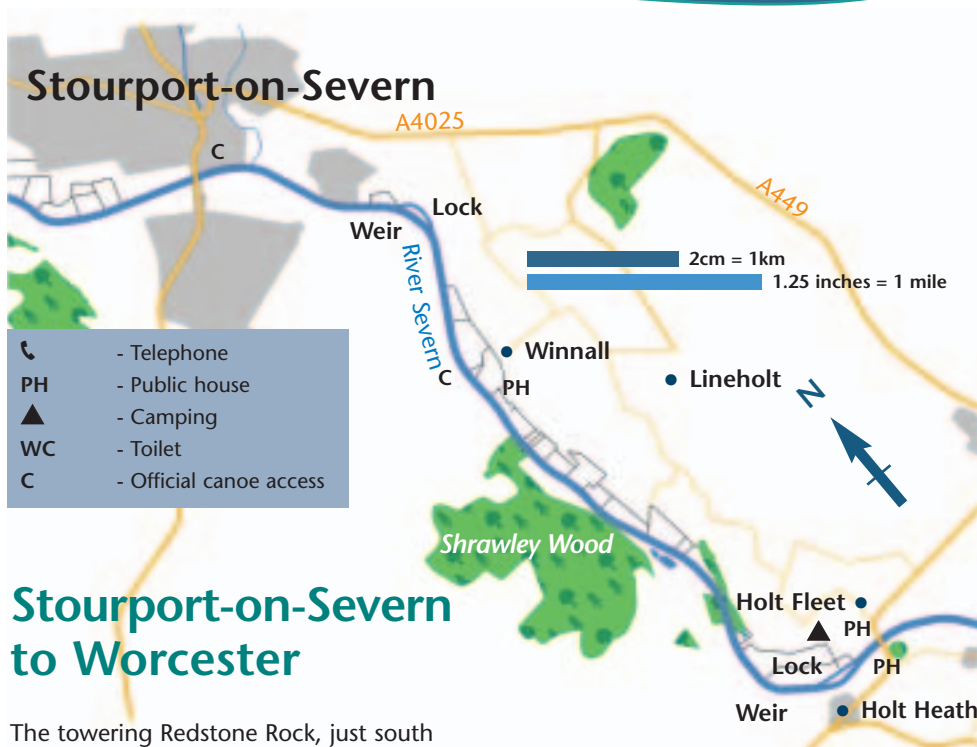 Stourport-on-Severn
A4025
C
A449
Lock
Weir
River Severn
2cm = 1km
1.25 inches = 1 mile
Winnall
C
PH
Lineholt
N
- Telephone
PH - Public house
- Camping
WC - Toilet
C - Official canoe access
Shrawley Wood
Holt Fleet
PH
Lock
PH
Weir
Holt Heath
Stourport-on-Severn
to Worcester
The towering Redstone Rock, just south